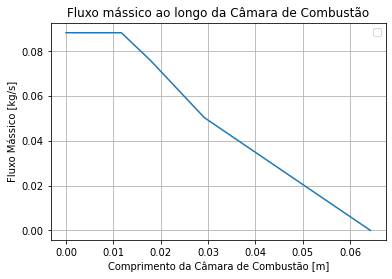 Fluxo mássico ao longo da Câmara de Combustão
Fluxo Mássico [kg/s]
0.08
0.06
0.04
0.02
0.00
0.00 0.01 0.02 0.03 0.04 0.05 0.06
Comprimento da Câmara de Combustão [m]